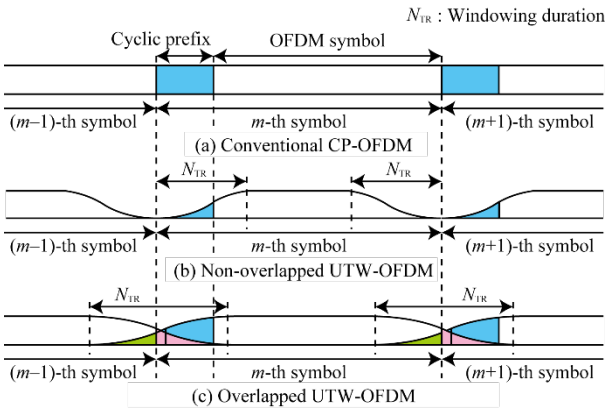 N_TR : Windowing duration
Cyclic prefix OFDM symbol
(m–1)-th symbol m-th symbol (m+1)-th symbol
(a) Conventional CP-OFDM
N_TR N_TR
(m–1)-th symbol m-th symbol (m+1)-th symbol
(b) Non-overlapped UTW-OFDM
N_TR N_TR
(m–1)-th symbol m-th symbol (m+1)-th symbol
(c) Overlapped UTW-OFDM